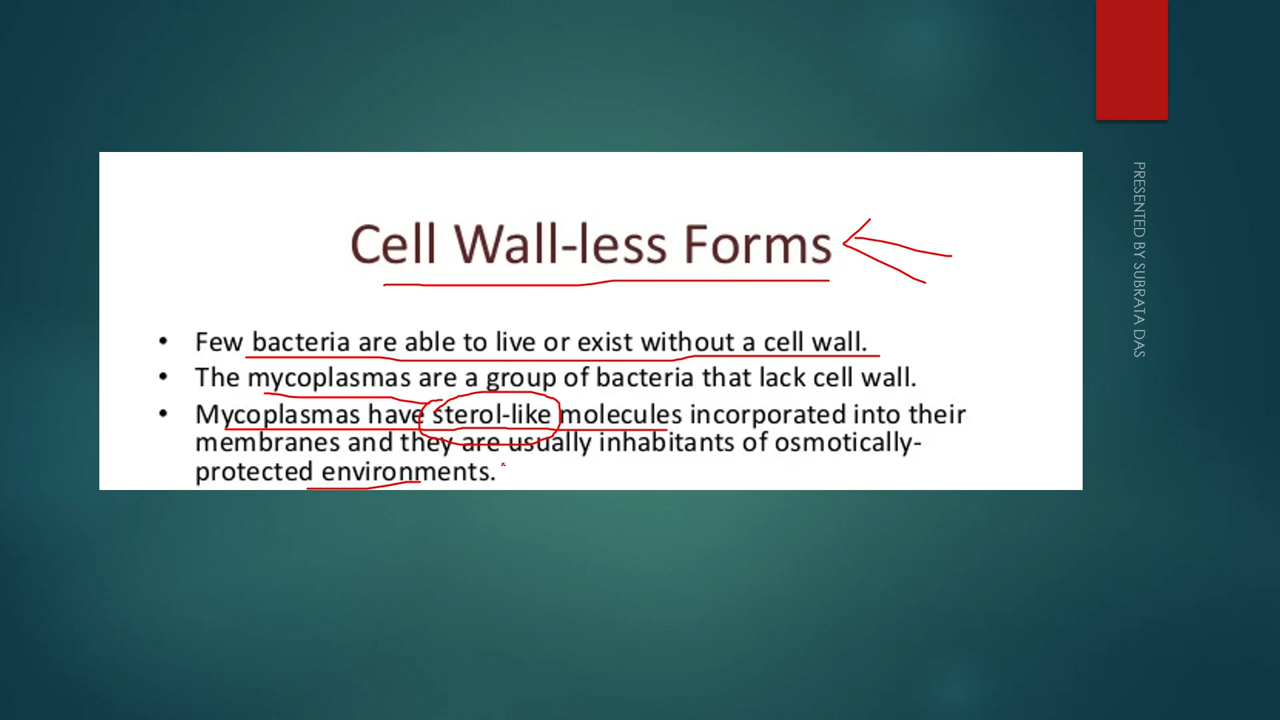 Cell Wall-less Forms
• Few bacteria are able to live or exist without a cell wall.
• The mycoplasmas are a group of bacteria that lack cell wall.
• Mycoplasmas have sterol-like molecules incorporated into their
membranes and they are usually inhabitants of osmotically-
protected environments.
PRESENTED BY SUBRATA DAS